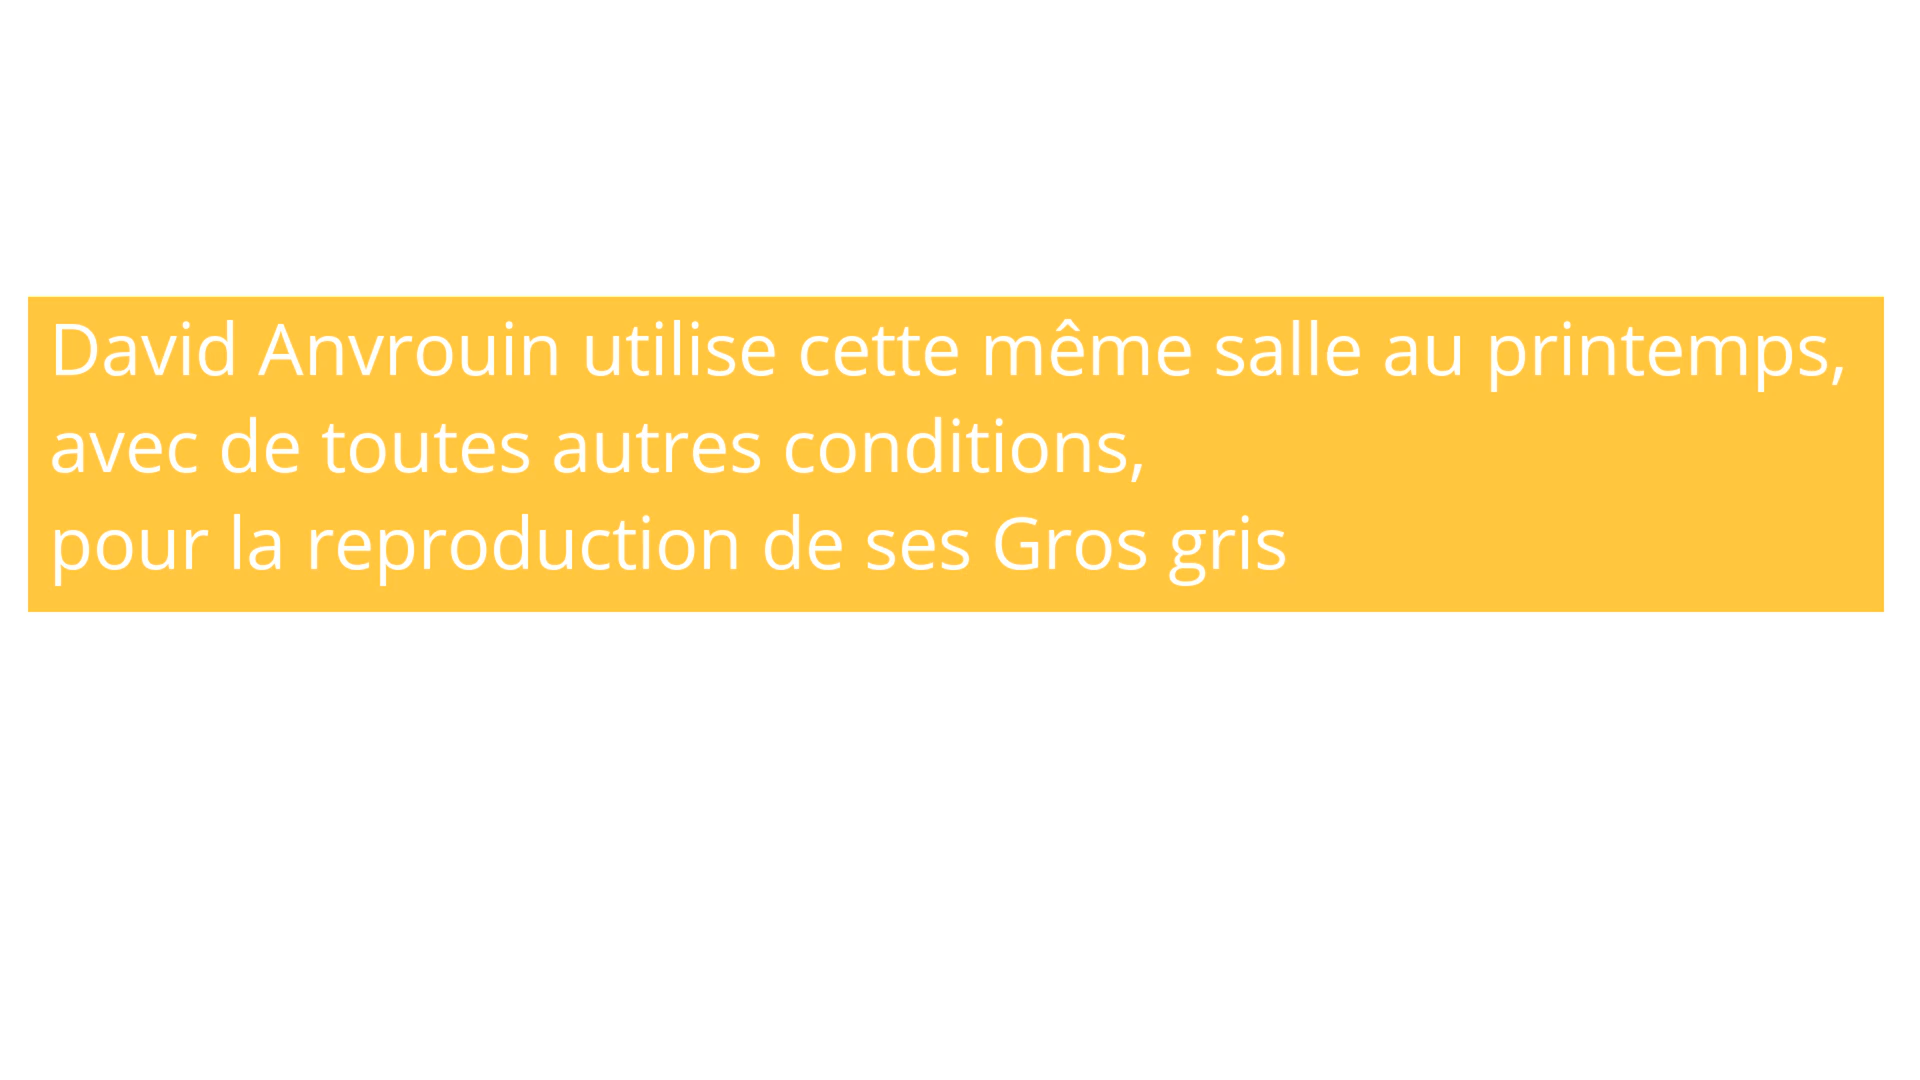 David Anvrouin utilise cette même salle au printemps,
avec de toutes autres conditions,
pour la reproduction de ses Gros gris